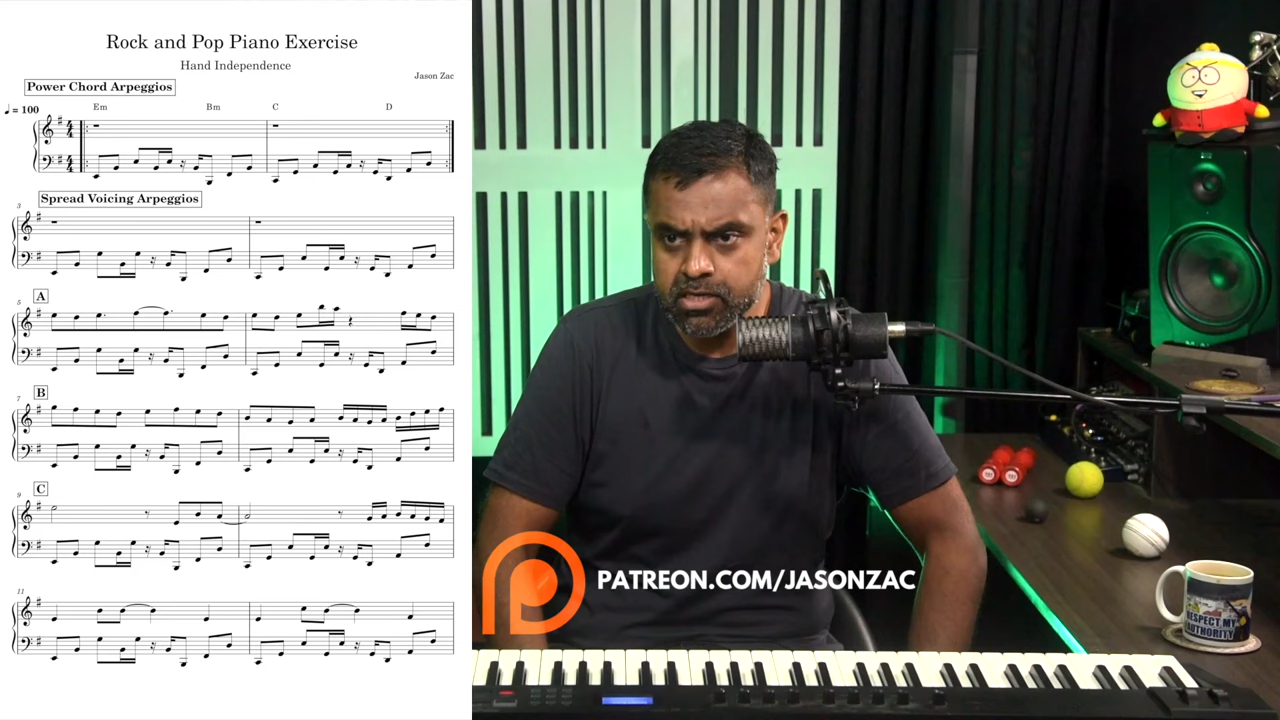 Rock and Pop Piano Exercise
Hand Independence
Jason Zac
Power Chord Arpeggios
♩ = 100
Em Bm C D
Spread Voicing Arpeggios
3
A
5
B
7
C
9
11
PATREON.COM/JASONZAC
RESPECT MY
AUTHORITY